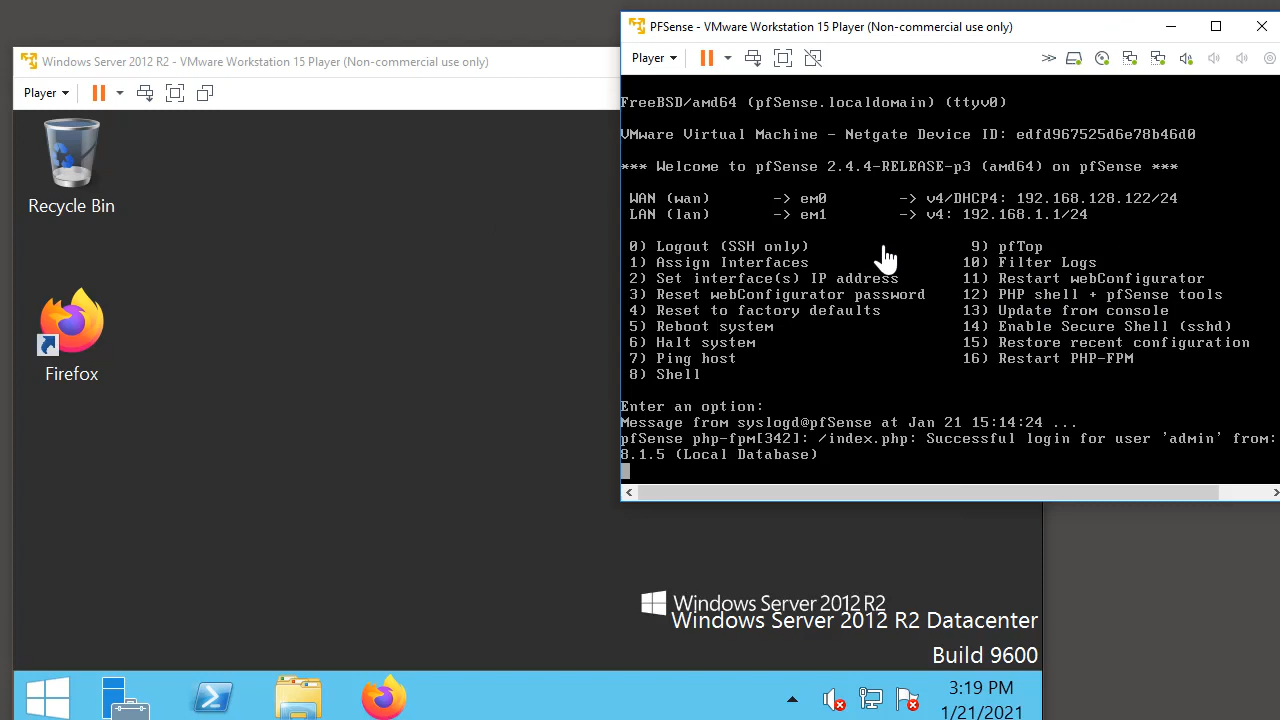 PFSense - VMware Workstation 15 Player (Non-commercial use only)
Player
Windows Server 2012 R2 - VMware Workstation 15 Player (Non-commercial use only)
Player
FreeBSD/amd64 (pfSense.localdomain) (ttyv0)
VMware Virtual Machine - Netgate Device ID: edfd967525d6e78b46d0
*** Welcome to pfSense 2.4.4-RELEASE-p3 (amd64) on pfSense ***
WAN (wan) -> em0 -> v4/DHCP4: 192.168.128.122/24
LAN (lan) -> em1 -> v4: 192.168.1.1/24
0) Logout (SSH only) 9) pfTop
1) Assign Interfaces 10) Filter Logs
2) Set interface(s) IP address 11) Restart webConfigurator
3) Reset webConfigurator password 12) PHP shell + pfSense tools
4) Reset to factory defaults 13) Update from console
5) Reboot system 14) Enable Secure Shell (sshd)
6) Halt system 15) Restore recent configuration
7) Ping host 16) Restart PHP-FPM
8) Shell
Enter an option:
Message from syslogd@pfSense at Jan 21 15:14:24 ...
pfSense php-fpm[342]: /index.php: Successful login for user 'admin' from:
8.1.5 (Local Database)
Recycle Bin
Firefox
Windows Server 2012 R2
Windows Server 2012 R2 Datacenter
Build 9600
3:19 PM
1/21/2021